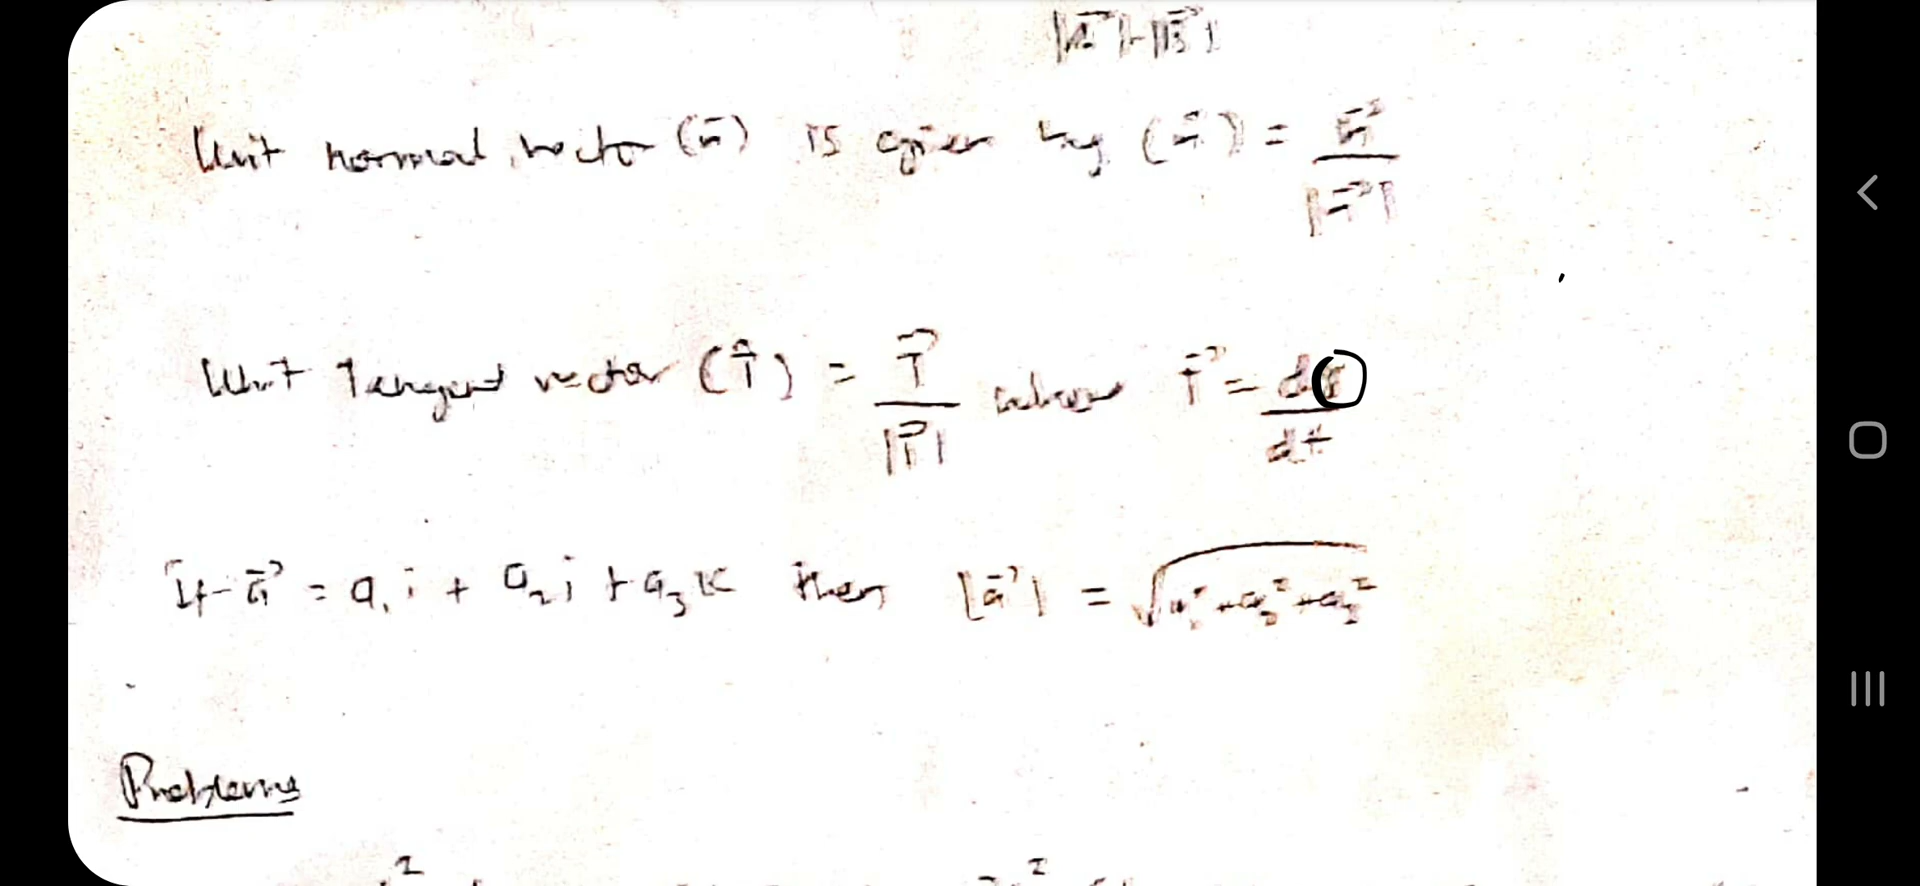 |A⃗|·|B⃗|
Unit normal vector (n̂) is given by (n̂) = n⃗ / |n⃗|
Unit Tangent vector (T̂) = T⃗ / |T⃗| where T⃗ = dr / dt
If a⃗ = a₁i + a₂j + a₃k then |a⃗| = √(a₁² + a₂² + a₃²)
Problems